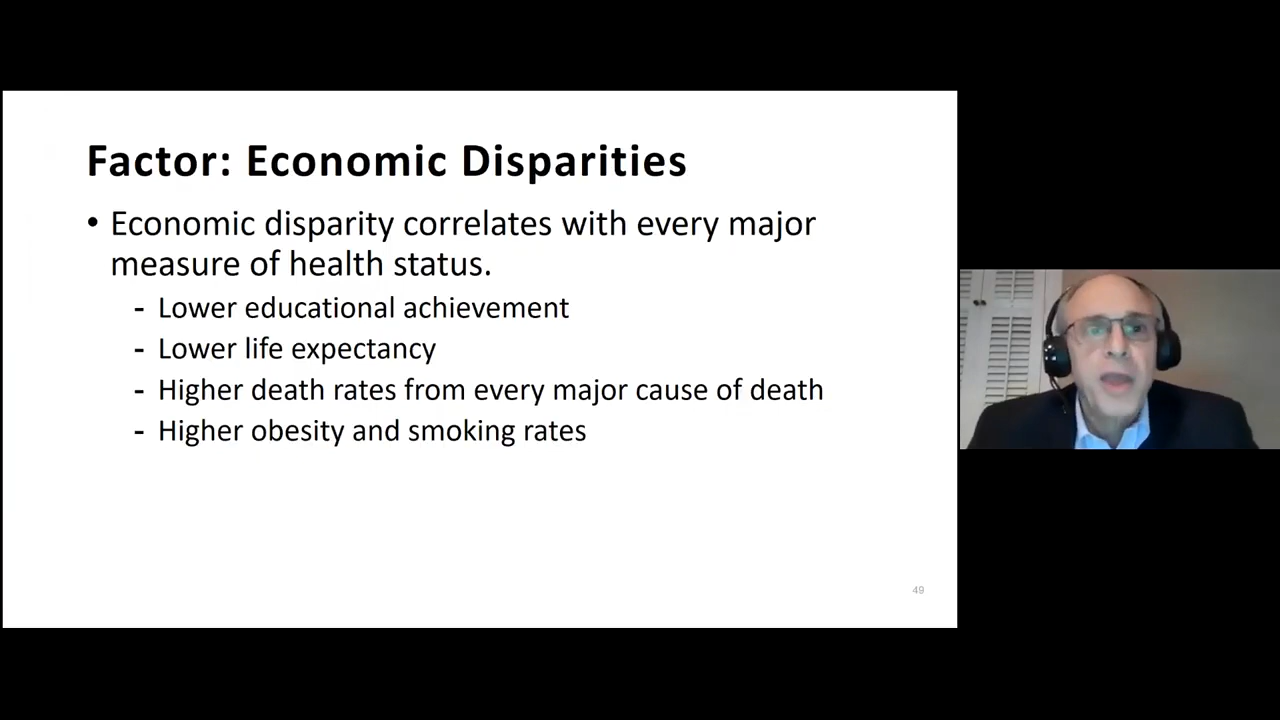 Factor: Economic Disparities
• Economic disparity correlates with every major
measure of health status.
- Lower educational achievement
- Lower life expectancy
- Higher death rates from every major cause of death
- Higher obesity and smoking rates
49